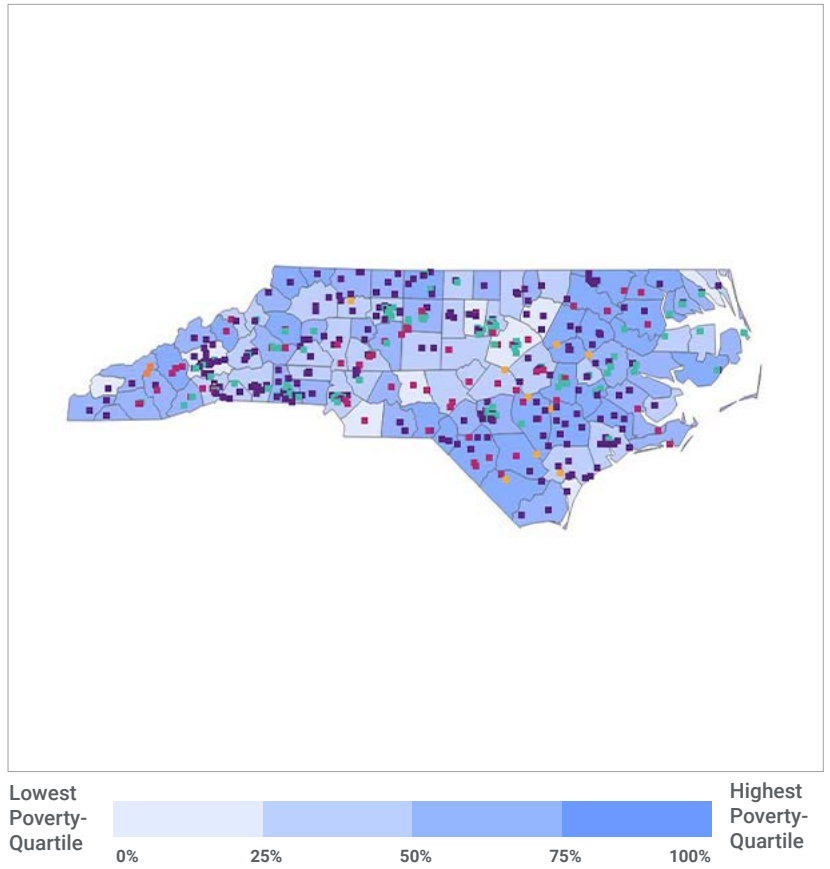 Lowest
Poverty-
Quartile
Highest
Poverty-
Quartile
0%
25%
50%
75%
100%